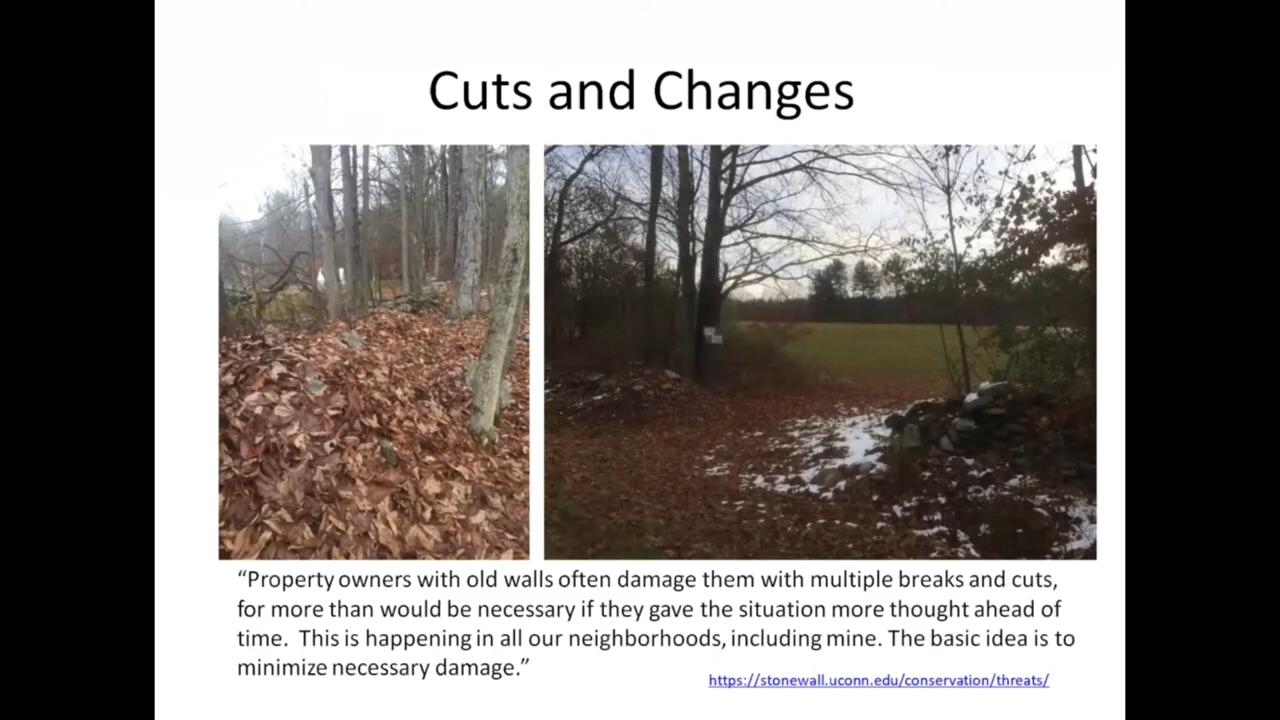 Cuts and Changes
“Property owners with old walls often damage them with multiple breaks and cuts,
for more than would be necessary if they gave the situation more thought ahead of
time.  This is happening in all our neighborhoods, including mine. The basic idea is to
minimize necessary damage.”
https://stonewall.uconn.edu/conservation/threats/